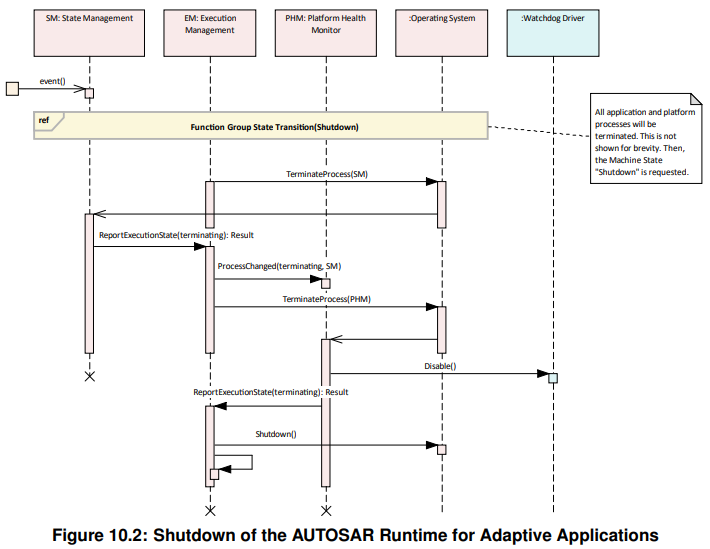 SM: State Management
EM: Execution
Management
PHM: Platform Health
Monitor
:Operating System
:Watchdog Driver
event()
ref
Function Group State Transition(Shutdown)
All application and platform
processes will be
terminated. This is not
shown for brevity. Then,
the Machine State
"Shutdown" is requested.
TerminateProcess(SM)
ReportExecutionState(terminating): Result
ProcessChanged(terminating, SM)
TerminateProcess(PHM)
Disable()
ReportExecutionState(terminating): Result
Shutdown()
Figure 10.2: Shutdown of the AUTOSAR Runtime for Adaptive Applications